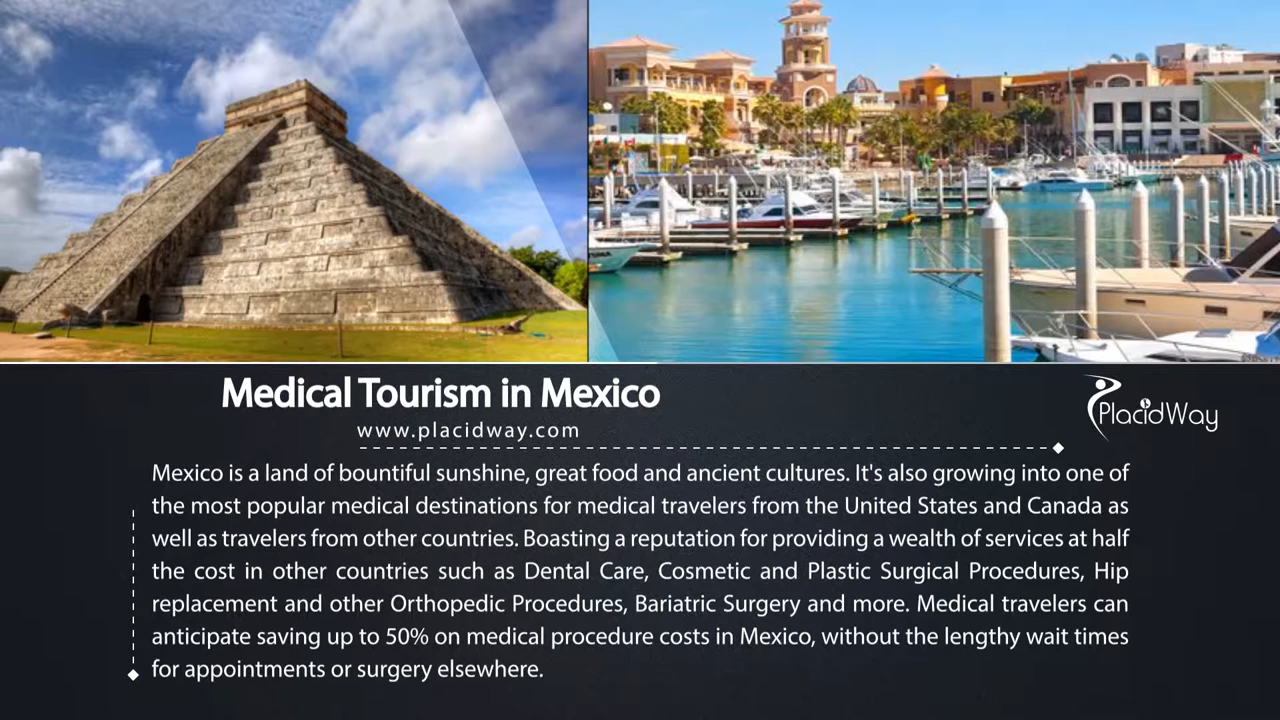 Medical Tourism in Mexico
www.placidway.com
PlacidWay
Mexico is a land of bountiful sunshine, great food and ancient cultures. It's also growing into one of
the most popular medical destinations for medical travelers from the United States and Canada as
well as travelers from other countries. Boasting a reputation for providing a wealth of services at half
the cost in other countries such as Dental Care, Cosmetic and Plastic Surgical Procedures, Hip
replacement and other Orthopedic Procedures, Bariatric Surgery and more. Medical travelers can
anticipate saving up to 50% on medical procedure costs in Mexico, without the lengthy wait times
for appointments or surgery elsewhere.